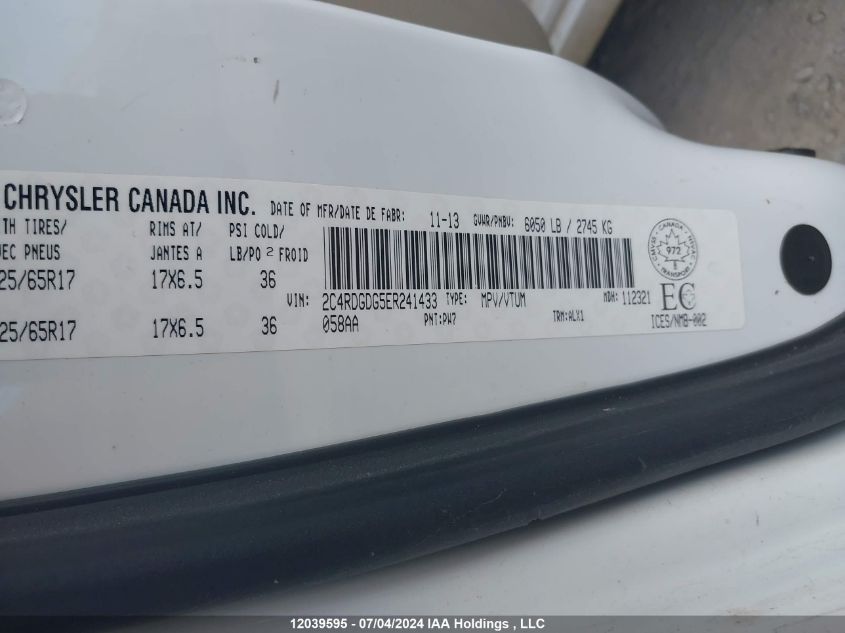 CHRYSLER CANADA INC. DATE OF MFR/DATE DE FABR: 11-13 GVWR/PNBV: 6050 LB / 2745 KG
TH TIRES/ RIMS AT/ PSI COLD/
EC PNEUS JANTES A LB/PO² FROID
25/65R17 17X6.5 36
VIN: 2C4RDGDG5ER241433 TYPE: MPV/VTUM MDH: 112321
25/65R17 17X6.5 36 058AA PNT: PW7 TRM: ALX1
CANADA
972
TRANSPORT
EC
ICES/NMB-002
12039595 - 07/04/2024 IAA Holdings , LLC